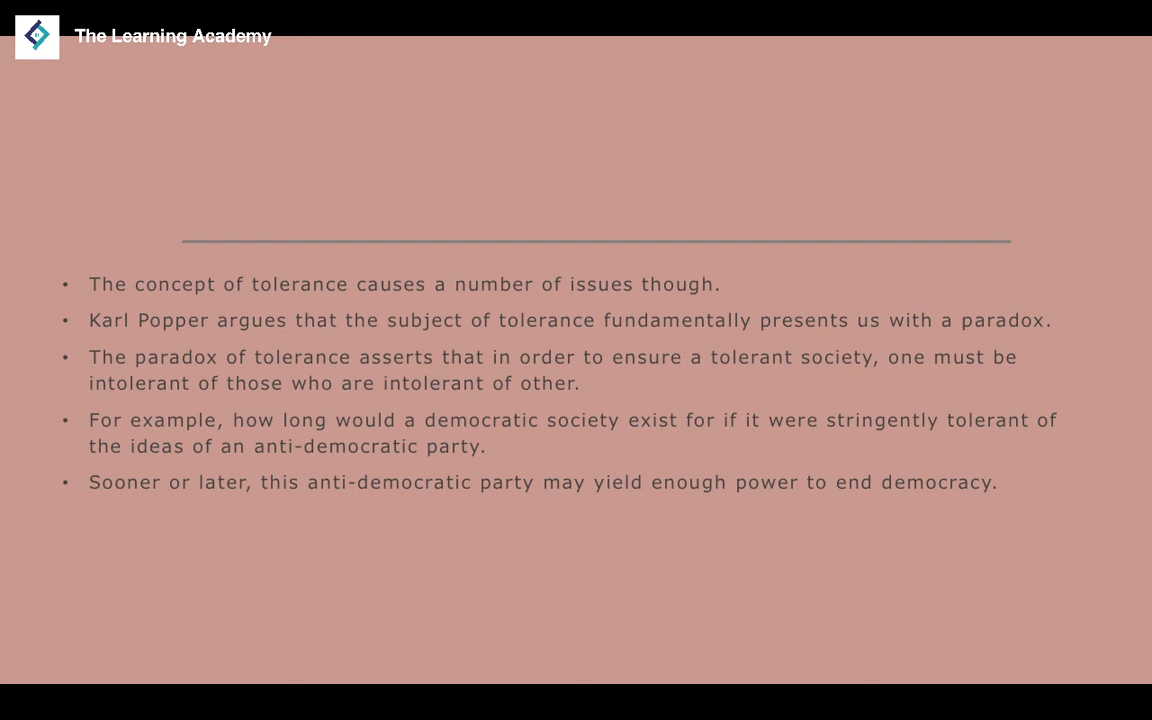 The Learning Academy
• The concept of tolerance causes a number of issues though.
• Karl Popper argues that the subject of tolerance fundamentally presents us with a paradox.
• The paradox of tolerance asserts that in order to ensure a tolerant society, one must be
intolerant of those who are intolerant of other.
• For example, how long would a democratic society exist for if it were stringently tolerant of
the ideas of an anti-democratic party.
• Sooner or later, this anti-democratic party may yield enough power to end democracy.